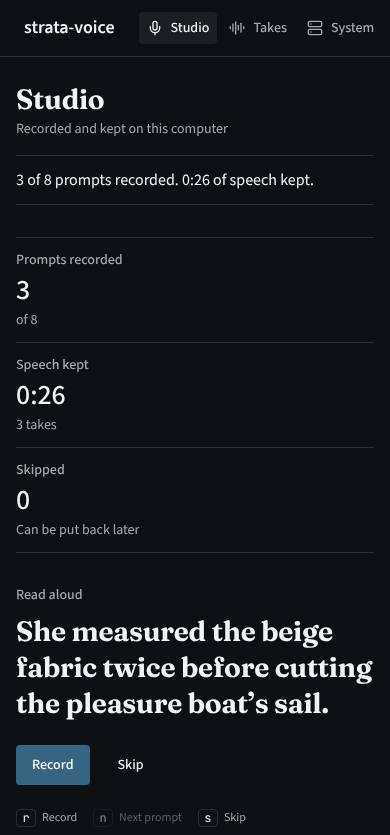 strata-voice
Studio
Takes
System
Studio
Recorded and kept on this computer
3 of 8 prompts recorded. 0:26 of speech kept.
Prompts recorded
3
of 8
Speech kept
0:26
3 takes
Skipped
0
Can be put back later
Read aloud
She measured the beige
fabric twice before cutting
the pleasure boat’s sail.
Record
Skip
r Record n Next prompt s Skip